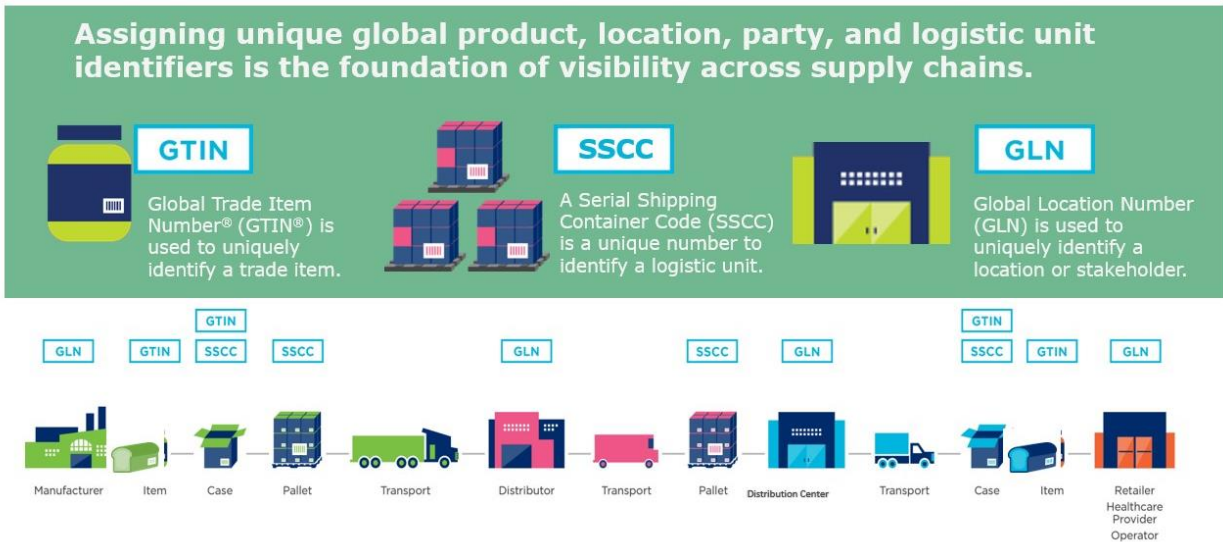 Assigning unique global product, location, party, and logistic unit
identifiers is the foundation of visibility across supply chains.
GTIN
Global Trade Item
Number® (GTIN®) is
used to uniquely
identify a trade item.
SSCC
A Serial Shipping
Container Code (SSCC)
is a unique number to
identify a logistic unit.
GLN
Global Location Number
(GLN) is used to
uniquely identify a
location or stakeholder.
GTIN GTIN
GLN GTIN SSCC SSCC GLN SSCC GLN SSCC GTIN GLN
Manufacturer Item Case Pallet Transport Distributor Transport Pallet Distribution Center Transport Case Item Retailer
Healthcare
Provider
Operator